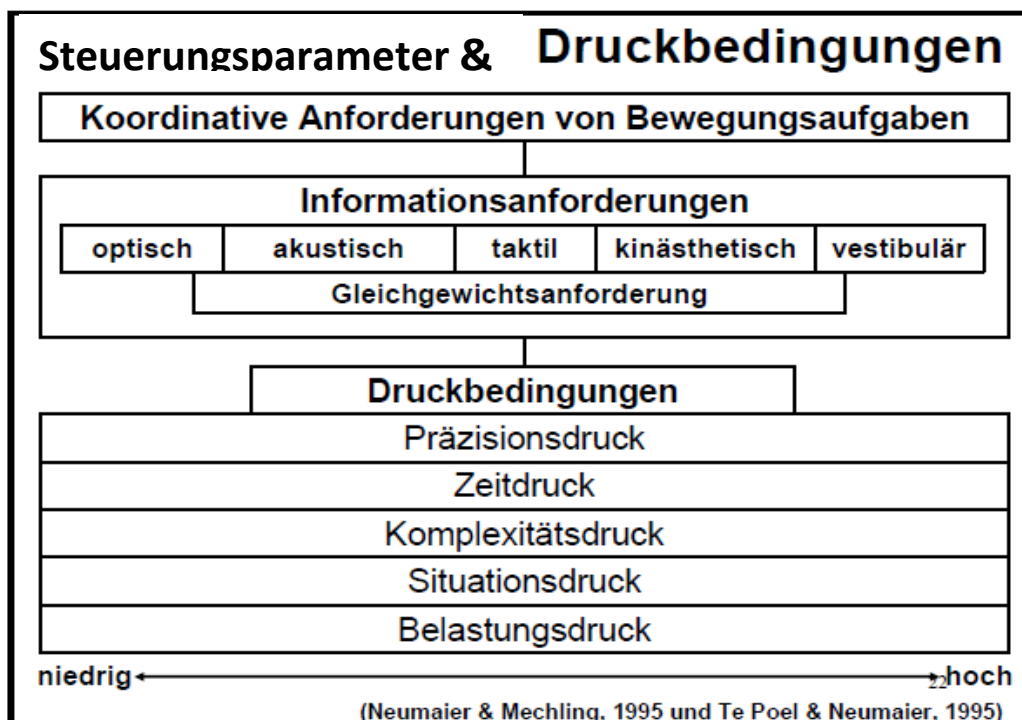 Steuerungsparameter & Druckbedingungen
Koordinative Anforderungen von Bewegungsaufgaben
Informationsanforderungen
optisch akustisch taktil kinästhetisch vestibulär
Gleichgewichtsanforderung
Druckbedingungen
Präzisionsdruck
Zeitdruck
Komplexitätsdruck
Situationsdruck
Belastungsdruck
niedrig 22 hoch
(Neumaier & Mechling, 1995 und Te Poel & Neumaier, 1995)